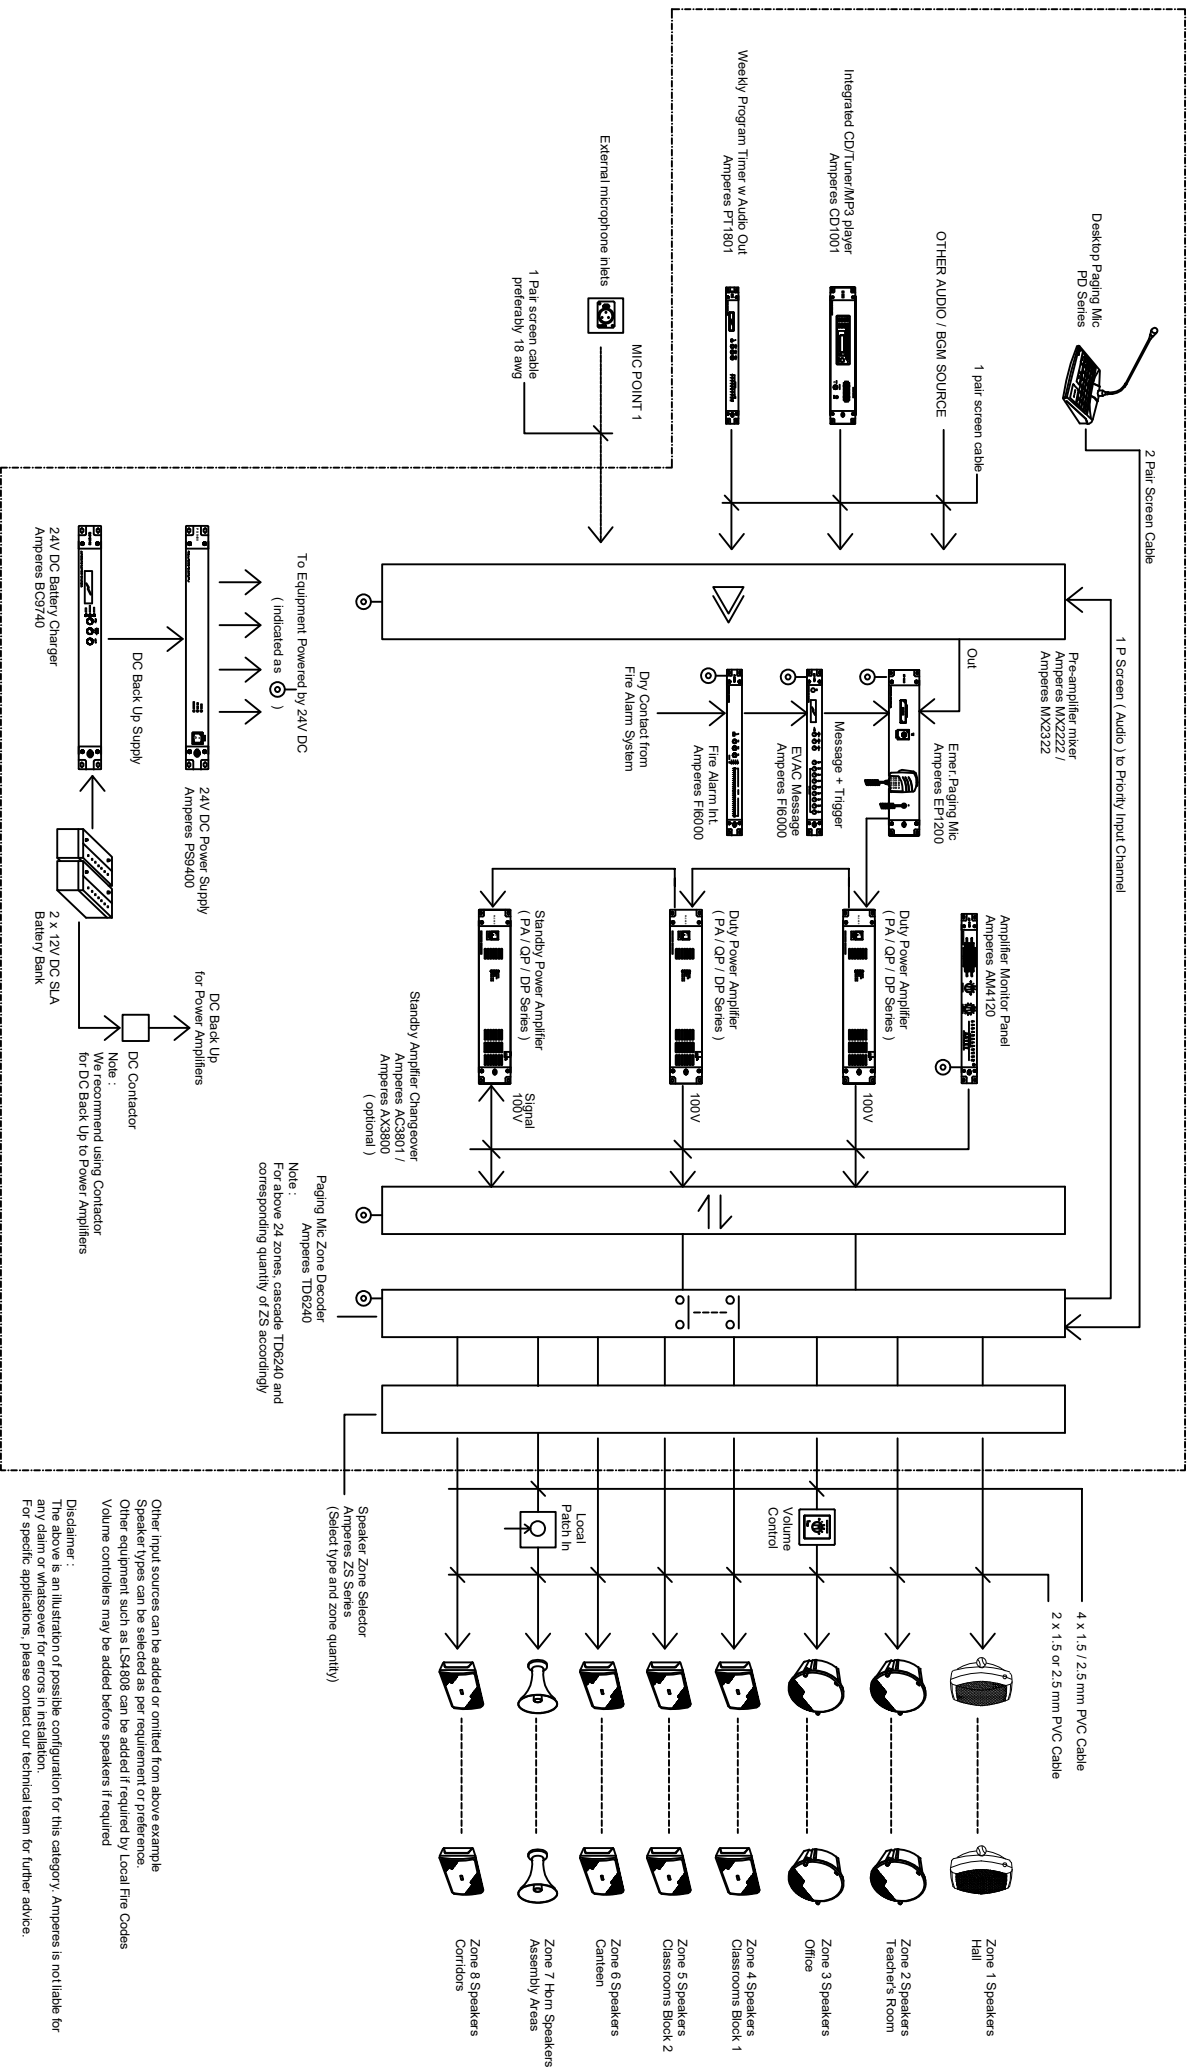 Desktop Paging Mic
PD Series
2 Pair Screen Cable
1 P Screen ( Audio ) to Priority Input Channel
1 pair screen cable
OTHER AUDIO / BGM SOURCE
Integrated CD/Tuner/MP3 player
Amperes CD1001
Weekly Program Timer w Audio Out
Amperes PT1801
External microphone inlets
MIC POINT 1
1 Pair screen cable
preferably 18 awg
Pre-amplifier mixer
Amperes MX2222 /
Amperes MX2322
Out
Emer.Paging Mic
Amperes EP1200
Message + Trigger
EVAC Message
Amperes FI6000
Fire Alarm Int.
Amperes FI6000
Dry Contact from
Fire Alarm System
Amplifier Monitor Panel
Amperes AM4120
Duty Power Amplifier
( PA / QP / DP Series )
100V
Duty Power Amplifier
( PA / QP / DP Series )
100V
Standby Power Amplifier
( PA / QP / DP Series )
Signal
100V
Standby Amplfier Changeover
Amperes AC3801 /
Amperes AX3800
( optional )
Paging Mic Zone Decoder
Amperes TD6240
Note :
For above 24 zones, cascade TD6240 and
corresponding quantity of ZS accordingly
Speaker Zone Selector
Amperes ZS Series
(Select type and zone quantity)
To Equipment Powered by 24V DC
( indicated as
)
24V DC Power Supply
Amperes PS9400
DC Back Up Supply
24V DC Battery Charger
Amperes BC9740
2 x 12V DC SLA
Battery Bank
DC Back Up
for Power Amplifiers
DC Contactor
Note :
We recommend using Contactor
for DC Back Up to Power Amplifiers
4 x 1.5 / 2.5 mm PVC Cable
2 x 1.5 or 2.5 mm PVC Cable
Volume
Control
Local
Patch In
Zone 1 Speakers
Hall
Zone 2 Speakers
Teacher's Room
Zone 3 Speakers
Office
Zone 4 Speakers
Classrooms Block 1
Zone 5 Speakers
Classrooms Block 2
Zone 6 Speakers
Canteen
Zone 7 Horn Speakers
Assembly Areas
Zone 8 Speakers
Corridors
Other input sources can be added or omitted from above example
Speaker types can be selected as per requirement or preference.
Other equipment such as LS4808 can be added if required by Local Fire Codes
Volume controllers may be added before speakers if required
Disclaimer :
The above is an illustration of possible configuration for this category. Amperes is not liable for
any claim or whatsoever for errors in installation.
For specific applications, please contact our technical team for further advice.